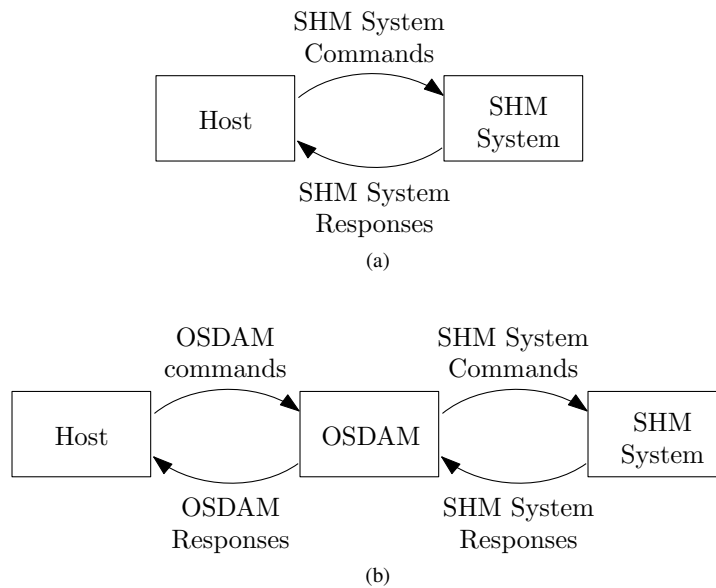 SHM System
Commands
Host
SHM
System
SHM System
Responses
(a)
OSDAM
commands
SHM System
Commands
Host
OSDAM
SHM
System
OSDAM
Responses
SHM System
Responses
(b)